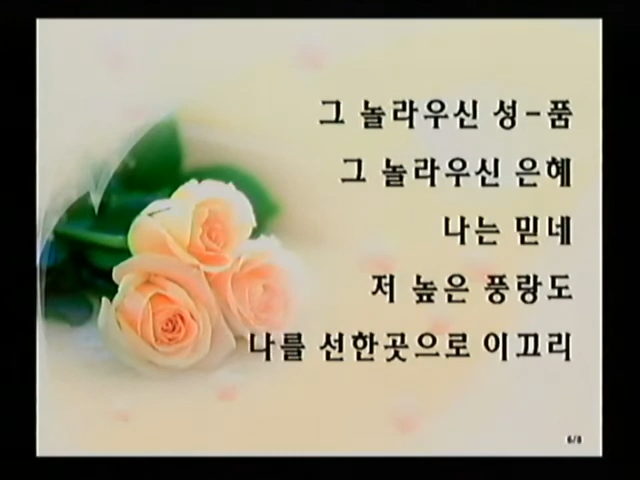 그 놀라우신 성-품
그 놀라우신 은혜
나는 믿네
저 높은 풍랑도
나를 선한곳으로 이끄리
6/8